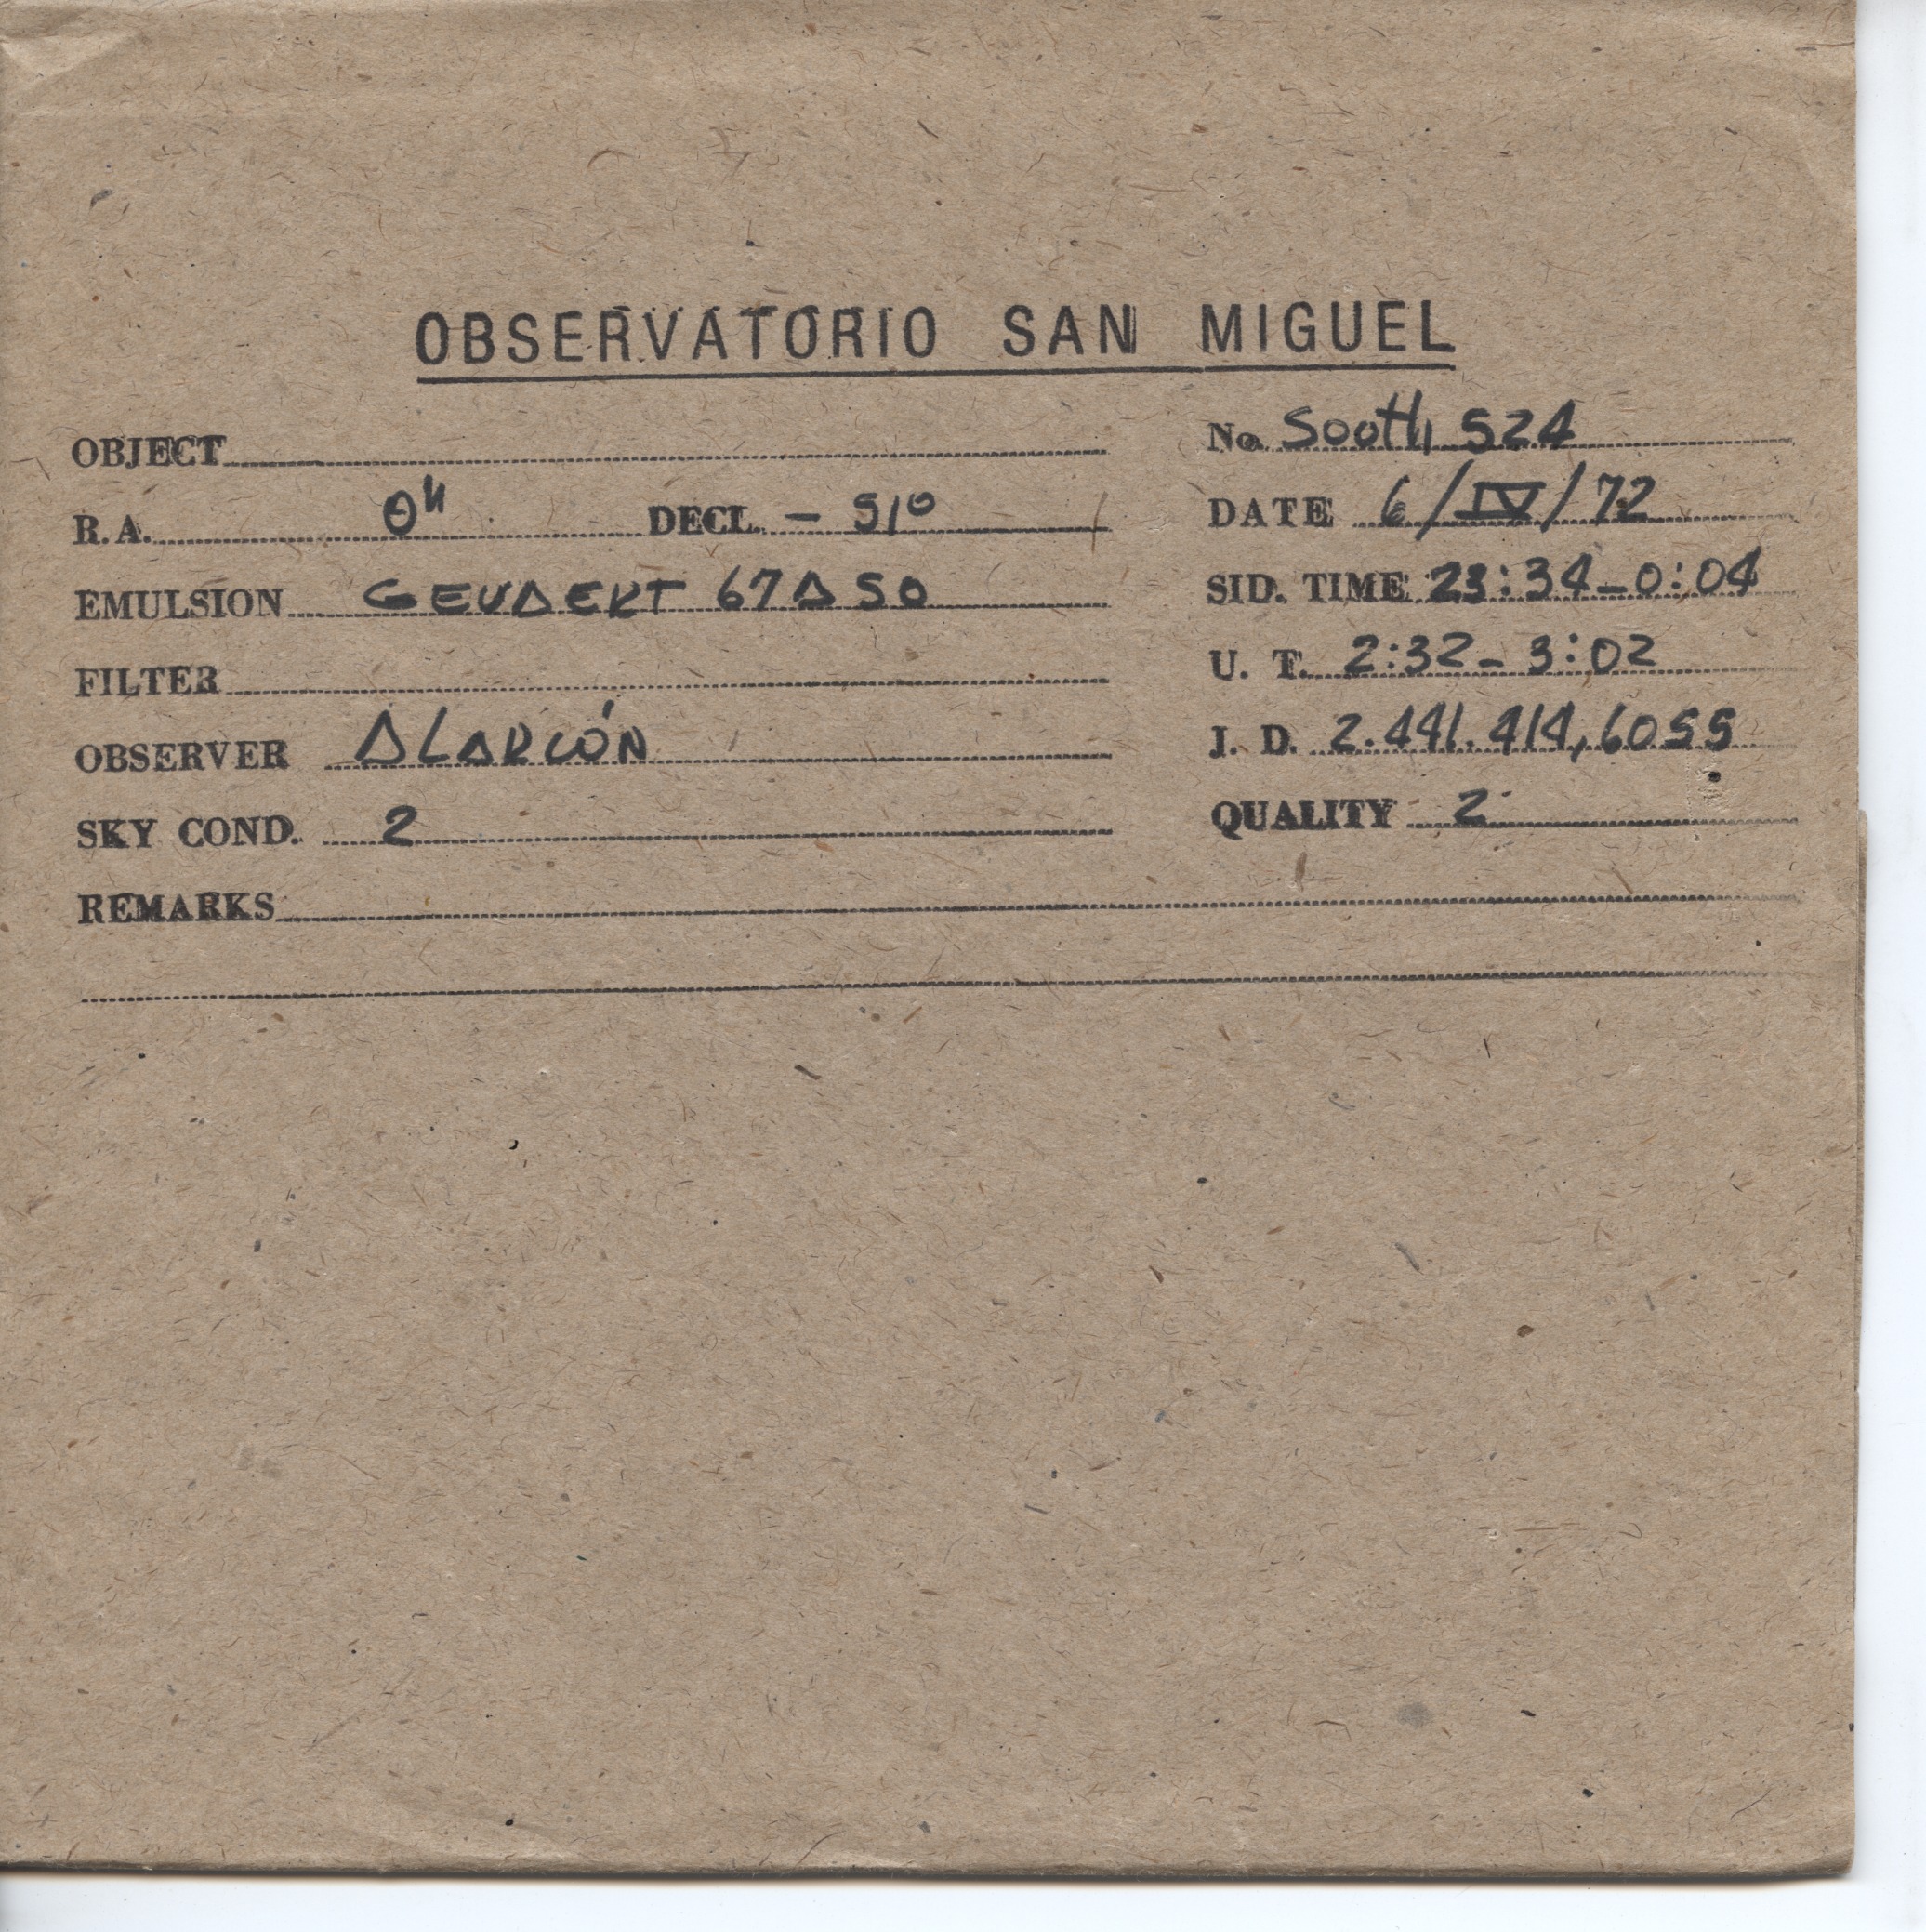 OBSERVATORIO SAN MIGUEL
OBJECT
No. South 524
R.A. 0h DECL. - 51°
DATE 6/IV/72
EMULSION GEVAERT 67A50
SID. TIME 23:34-0:04
FILTER
U. T. 2:32-3:02
OBSERVER ALARCÓN
J. D. 2.441.414,6055
SKY COND. 2
QUALITY 2
REMARKS